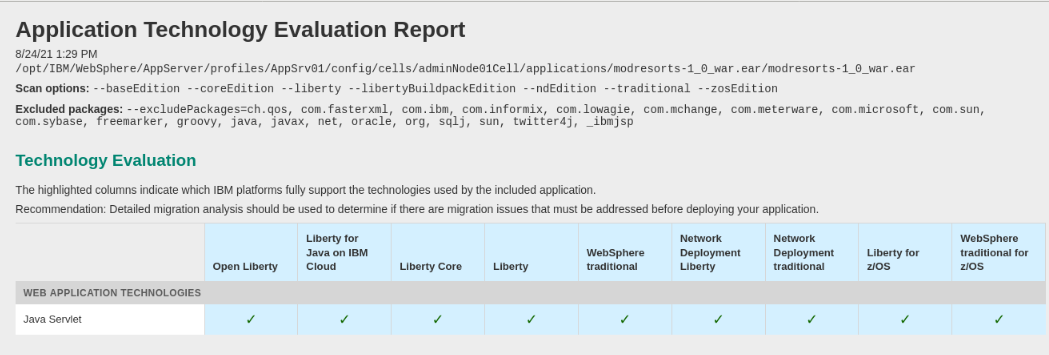 Application Technology Evaluation Report
8/24/21 1:29 PM
/opt/IBM/WebSphere/AppServer/profiles/AppSrv01/config/cells/adminNode01Cell/applications/modresorts-1_0_war.ear/modresorts-1_0_war.ear
Scan options: --baseEdition --coreEdition --liberty --libertyBuildpackEdition --ndEdition --traditional --zosEdition
Excluded packages: --excludePackages=ch.qos, com.fasterxml, com.ibm, com.informix, com.lowagie, com.mchange, com.meterware, com.microsoft, com.sun,
com.sybase, freemarker, groovy, java, javax, net, oracle, org, sqlj, sun, twitter4j, _ibmjsp
Technology Evaluation
The highlighted columns indicate which IBM platforms fully support the technologies used by the included application.
Recommendation: Detailed migration analysis should be used to determine if there are migration issues that must be addressed before deploying your application.
Open Liberty
Liberty for
Java on IBM
Cloud
Liberty Core
Liberty
WebSphere
traditional
Network
Deployment
Liberty
Network
Deployment
traditional
Liberty for
z/OS
WebSphere
traditional for
z/OS
WEB APPLICATION TECHNOLOGIES
Java Servlet ✓ ✓ ✓ ✓ ✓ ✓ ✓ ✓ ✓